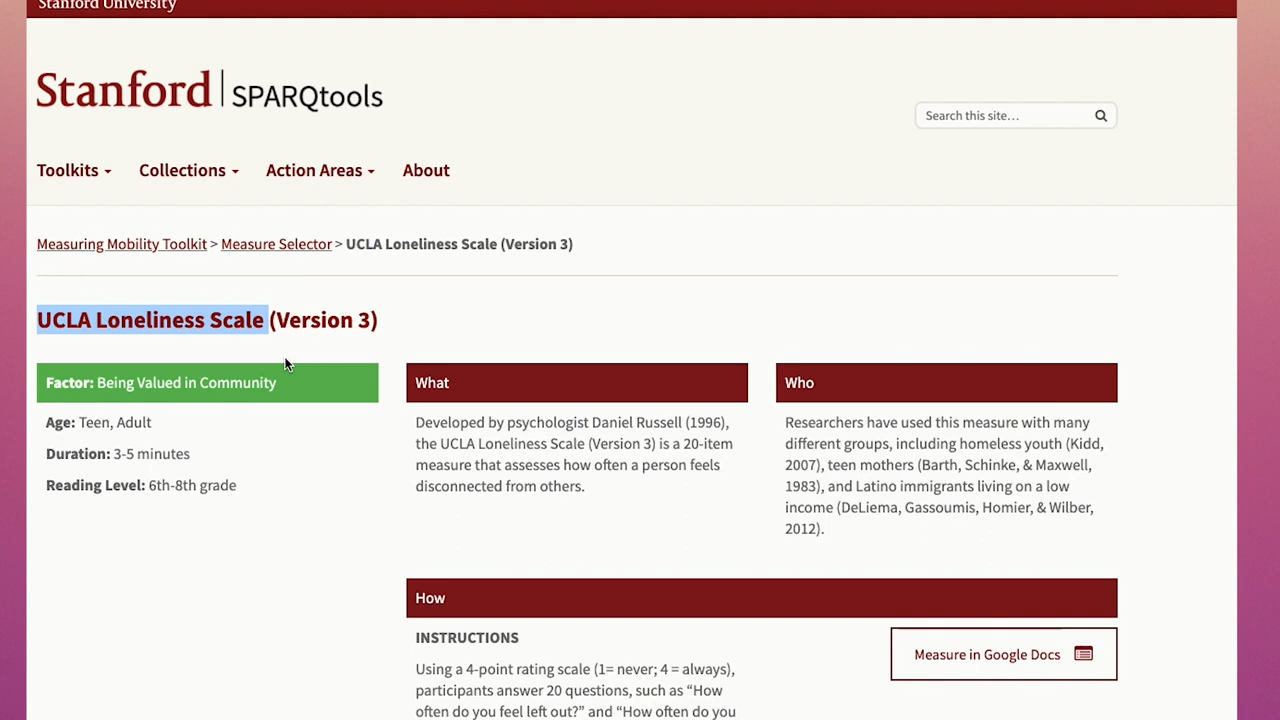 Stanford University
Stanford | SPARQtools
Search this site…
Toolkits
Collections
Action Areas
About
Measuring Mobility Toolkit > Measure Selector > UCLA Loneliness Scale (Version 3)
UCLA Loneliness Scale (Version 3)
Factor: Being Valued in Community
Age: Teen, Adult
Duration: 3-5 minutes
Reading Level: 6th-8th grade
What
Developed by psychologist Daniel Russell (1996),
the UCLA Loneliness Scale (Version 3) is a 20-item
measure that assesses how often a person feels
disconnected from others.
Who
Researchers have used this measure with many
different groups, including homeless youth (Kidd,
2007), teen mothers (Barth, Schinke, & Maxwell,
1983), and Latino immigrants living on a low
income (DeLiema, Gassoumis, Homier, & Wilber,
2012).
How
INSTRUCTIONS
Using a 4-point rating scale (1= never; 4 = always),
participants answer 20 questions, such as “How
often do you feel left out?” and “How often do you
Measure in Google Docs